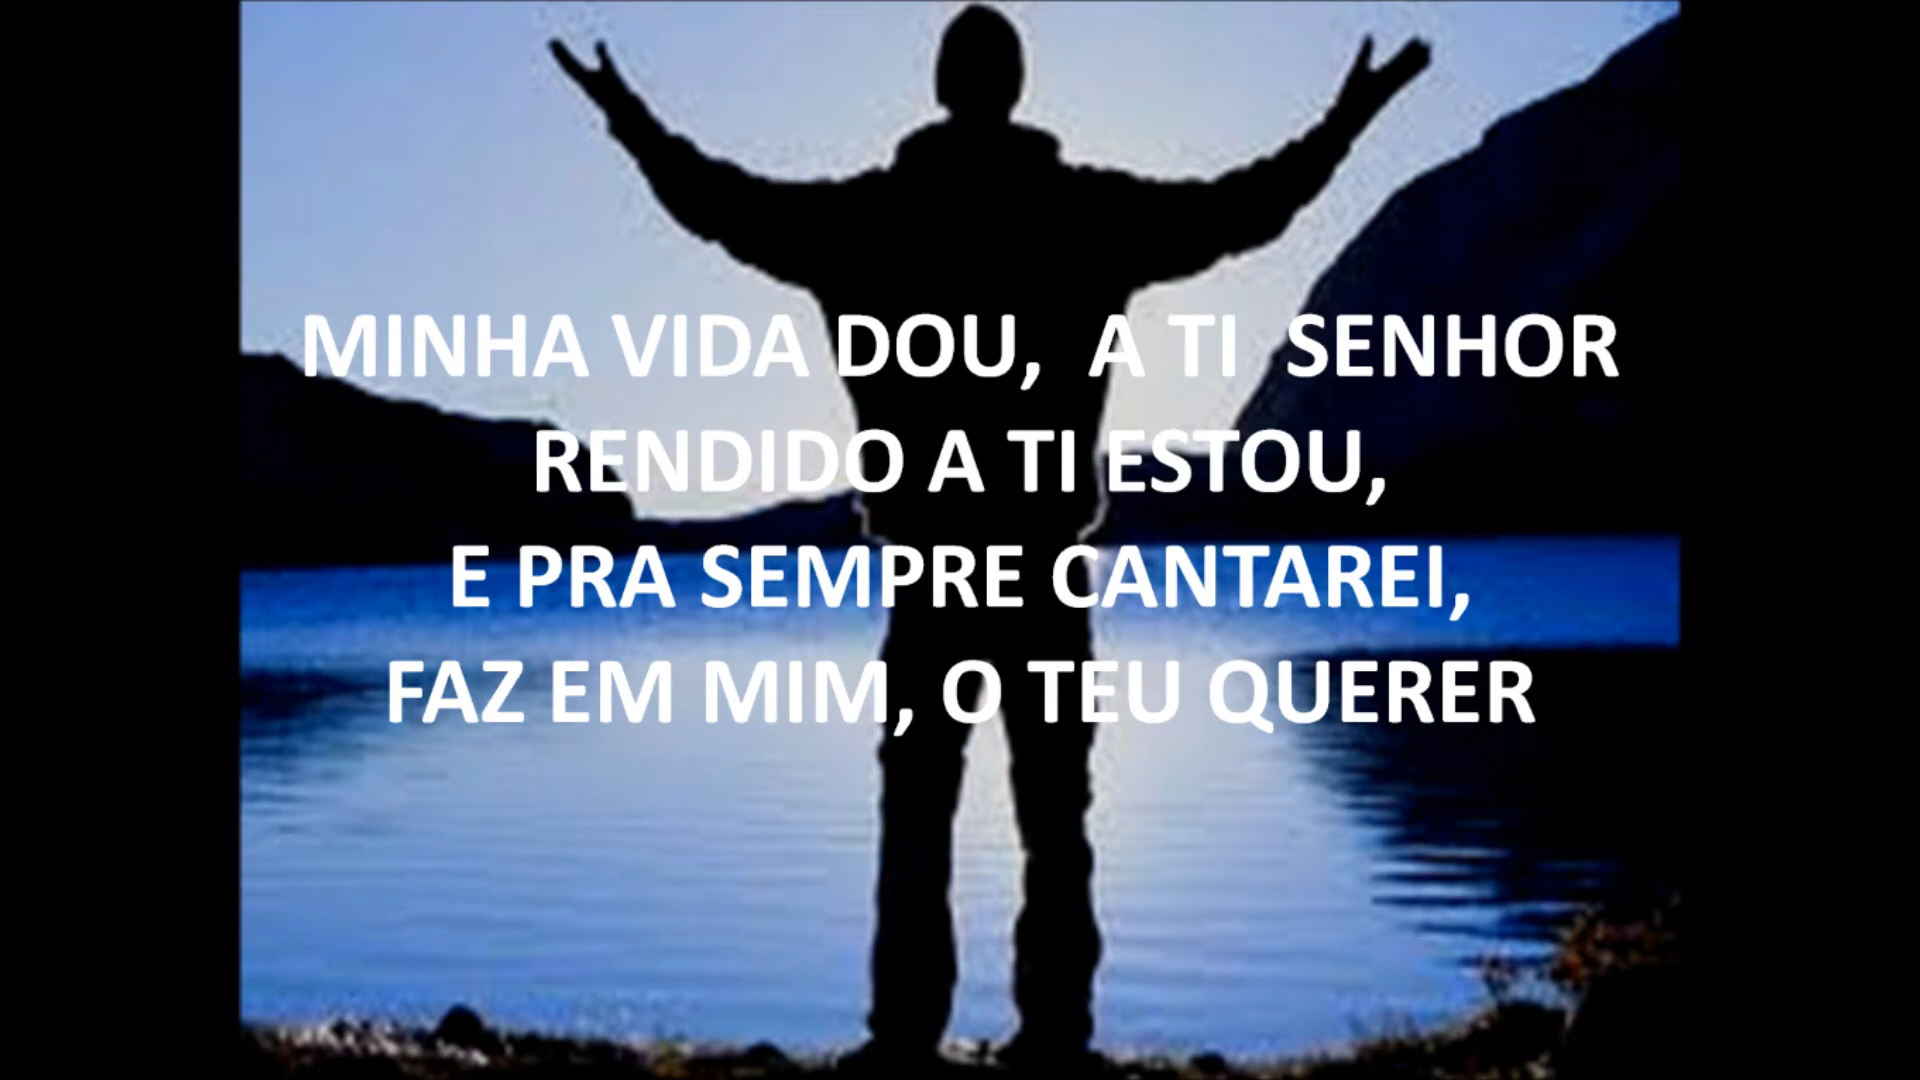 MINHA VIDA DOU, A TI SENHOR
RENDIDO A TI ESTOU,
E PRA SEMPRE CANTAREI,
FAZ EM MIM, O TEU QUERER